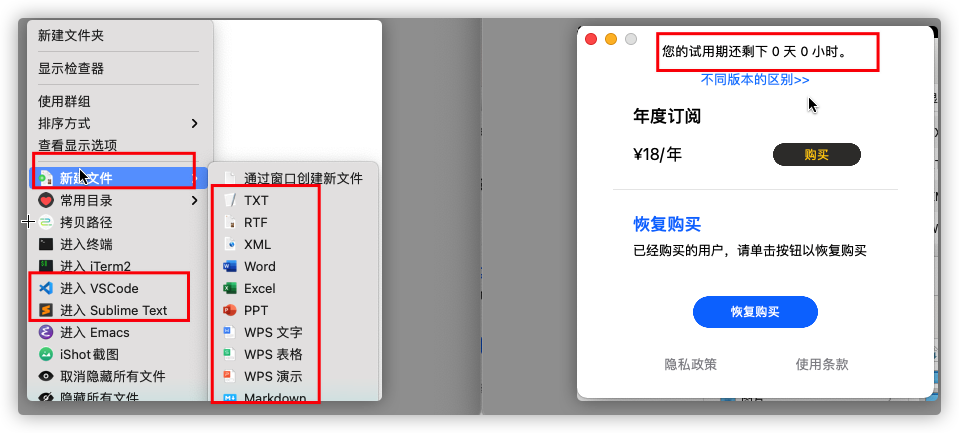 新建文件夹
显示检查器
使用群组
排序方式
查看显示选项
新建文件
常用目录
拷贝路径
进入终端
进入 iTerm2
进入 VSCode
进入 Sublime Text
进入 Emacs
iShot截图
取消隐藏所有文件
隐藏所有文件
通过窗口创建新文件
TXT
RTF
XML
Word
Excel
PPT
WPS 文字
WPS 表格
WPS 演示
Markdown
您的试用期还剩下 0 天 0 小时。
不同版本的区别>>
年度订阅
¥18/年
购买
恢复购买
已经购买的用户，请单击按钮以恢复购买
恢复购买
隐私政策
使用条款